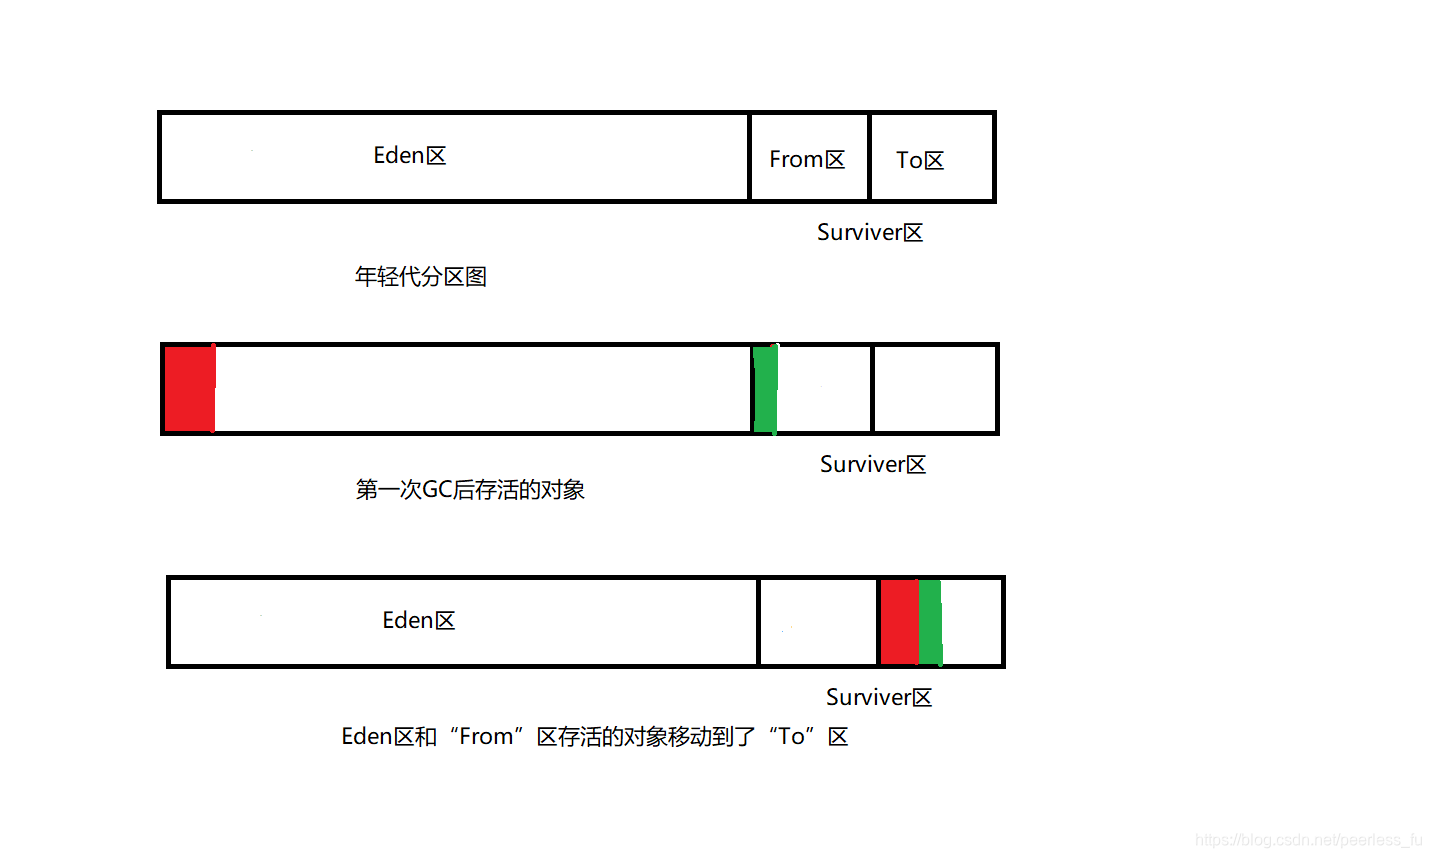 Eden区
From区
To区
Surviver区
年轻代分区图
Surviver区
第一次GC后存活的对象
Eden区
Surviver区
Eden区和“From”区存活的对象移动到了“To”区
https://blog.csdn.net/peerless_fu